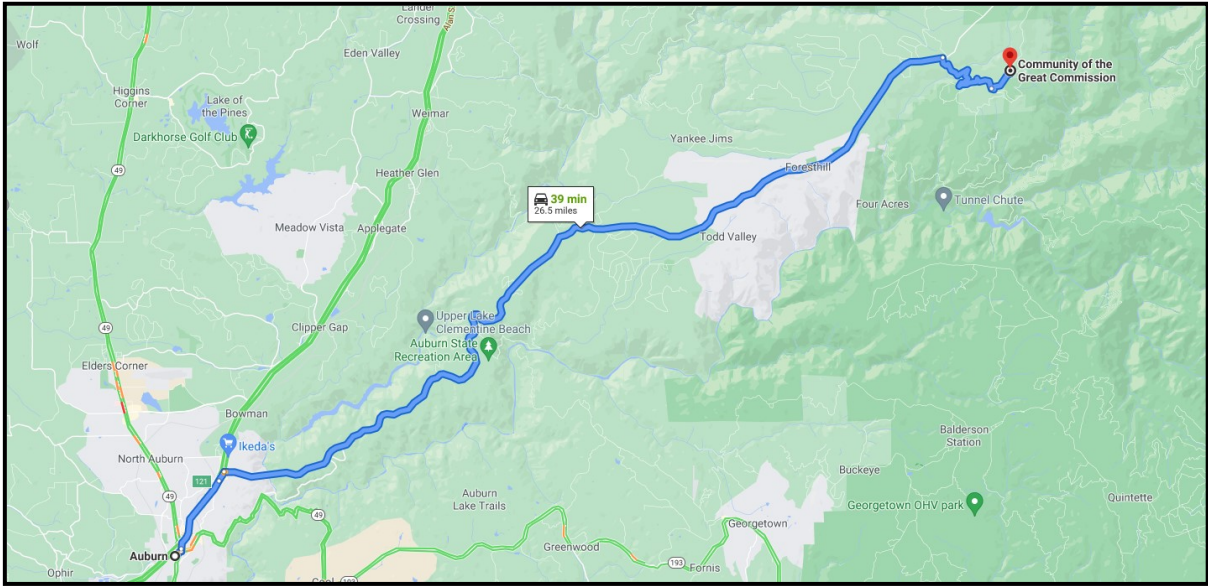 Lander
Crossing
Wolf
Eden Valley
Higgins
Corner
Lake of
the Pines
Darkhorse Golf Club
Weimar
Community of the
Great Commission
Yankee Jims
49
Heather Glen
Foresthill
39 min
26.5 miles
Four Acres
Tunnel Chute
Meadow Vista
Applegate
Todd Valley
Upper Lake
Clementine Beach
Clipper Gap
49
Auburn State
Recreation Area
Elders Corner
Bowman
Ikeda's
North Auburn
Balderson
Station
121
Buckeye
49
Auburn
Lake Trails
Quintette
Georgetown OHV park
49
Georgetown
Greenwood
Auburn
193
Fornis
Ophir
Cool
193